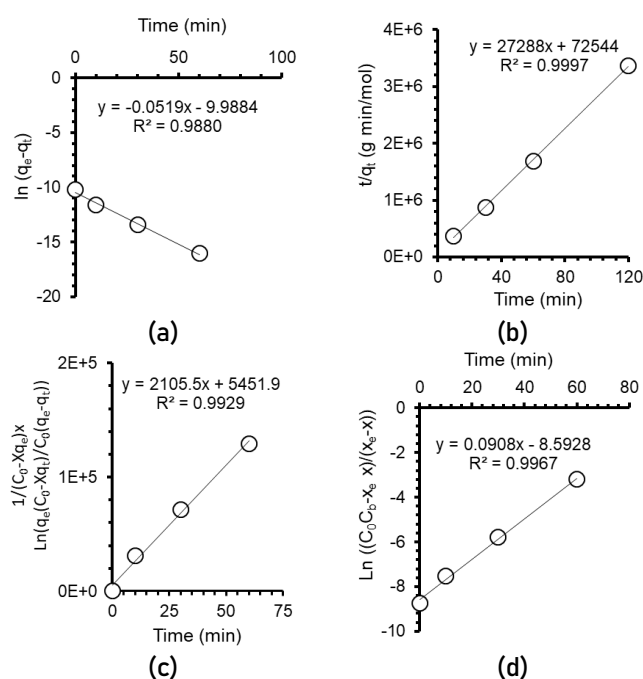 Time (min)
0 50 100
0
-5
-10
-15
-20
ln (qe-qt)
y = -0.0519x - 9.9884
R² = 0.9880
(a)
4E+6
3E+6
2E+6
1E+6
0E+0
t/qt (g min/mol)
y = 27288x + 72544
R² = 0.9997
0 40 80 120
Time (min)
(b)
2E+5
1E+5
0E+0
1/(C₀-Xqe)x
Ln(qe(C₀-Xqt)/C₀(qe-qt))
y = 2105.5x + 5451.9
R² = 0.9929
0 25 50 75
Time (min)
(c)
Time (min)
0 20 40 60 80
0
-2
-4
-6
-8
-10
Ln ((C₀Cb-xe x)/(xe-x))
y = 0.0908x - 8.5928
R² = 0.9967
(d)